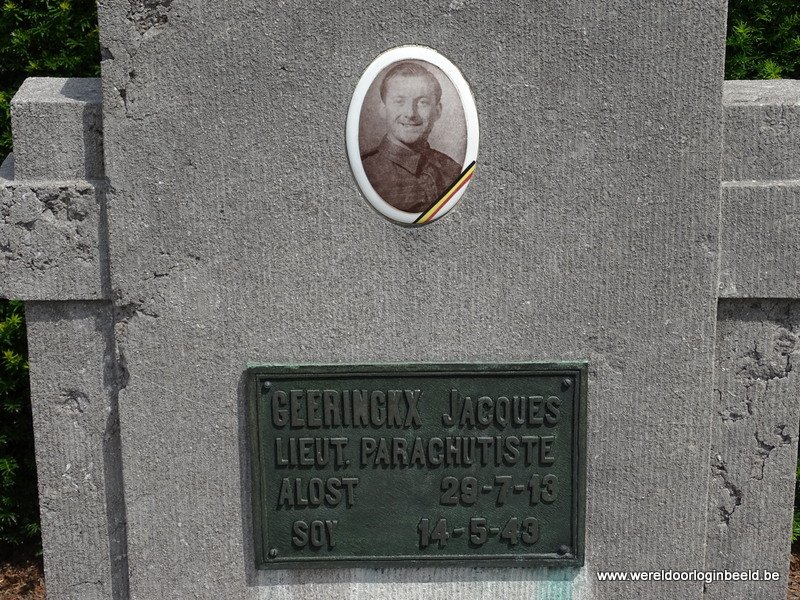 GEERINCKX JACQUES
LIEUT. PARACHUTISTE
ALOST 29-7-13
SOY 14-5-43
www.wereldoorloginbeeld.be